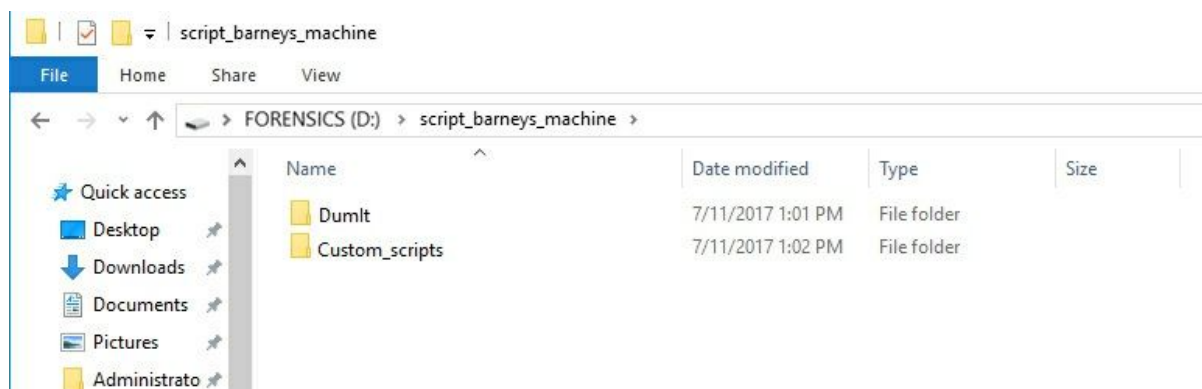 script_barneys_machine
File Home Share View
FORENSICS (D:) > script_barneys_machine >
Name Date modified Type Size
Quick access
Desktop
Downloads
Documents
Pictures
Administrato
DumIt 7/11/2017 1:01 PM File folder
Custom_scripts 7/11/2017 1:02 PM File folder